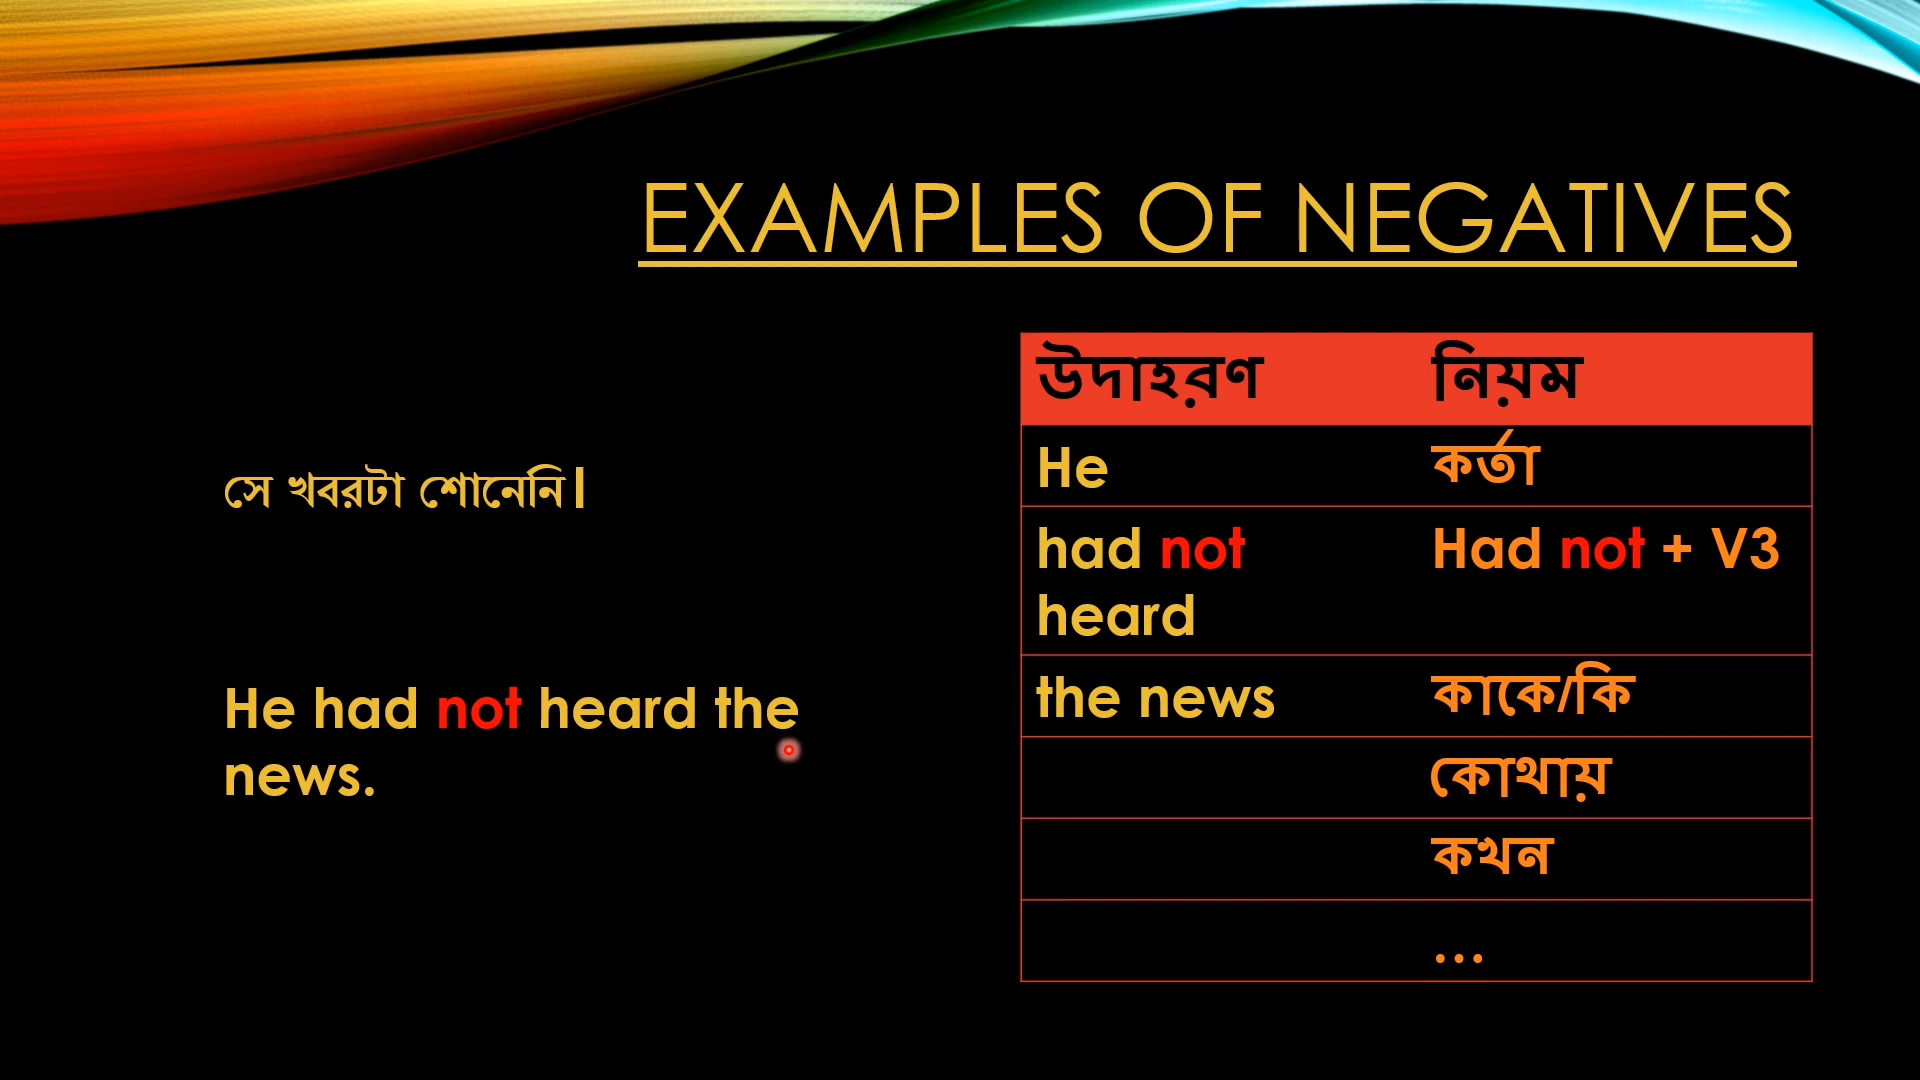 EXAMPLES OF NEGATIVES
সে খবরটা শোনেনি।
He had not heard the
news.
উদাহরণ নিয়ম
He কর্তা
had not Had not + V3
heard
the news কাকে/কি
কোথায়
কখন
...